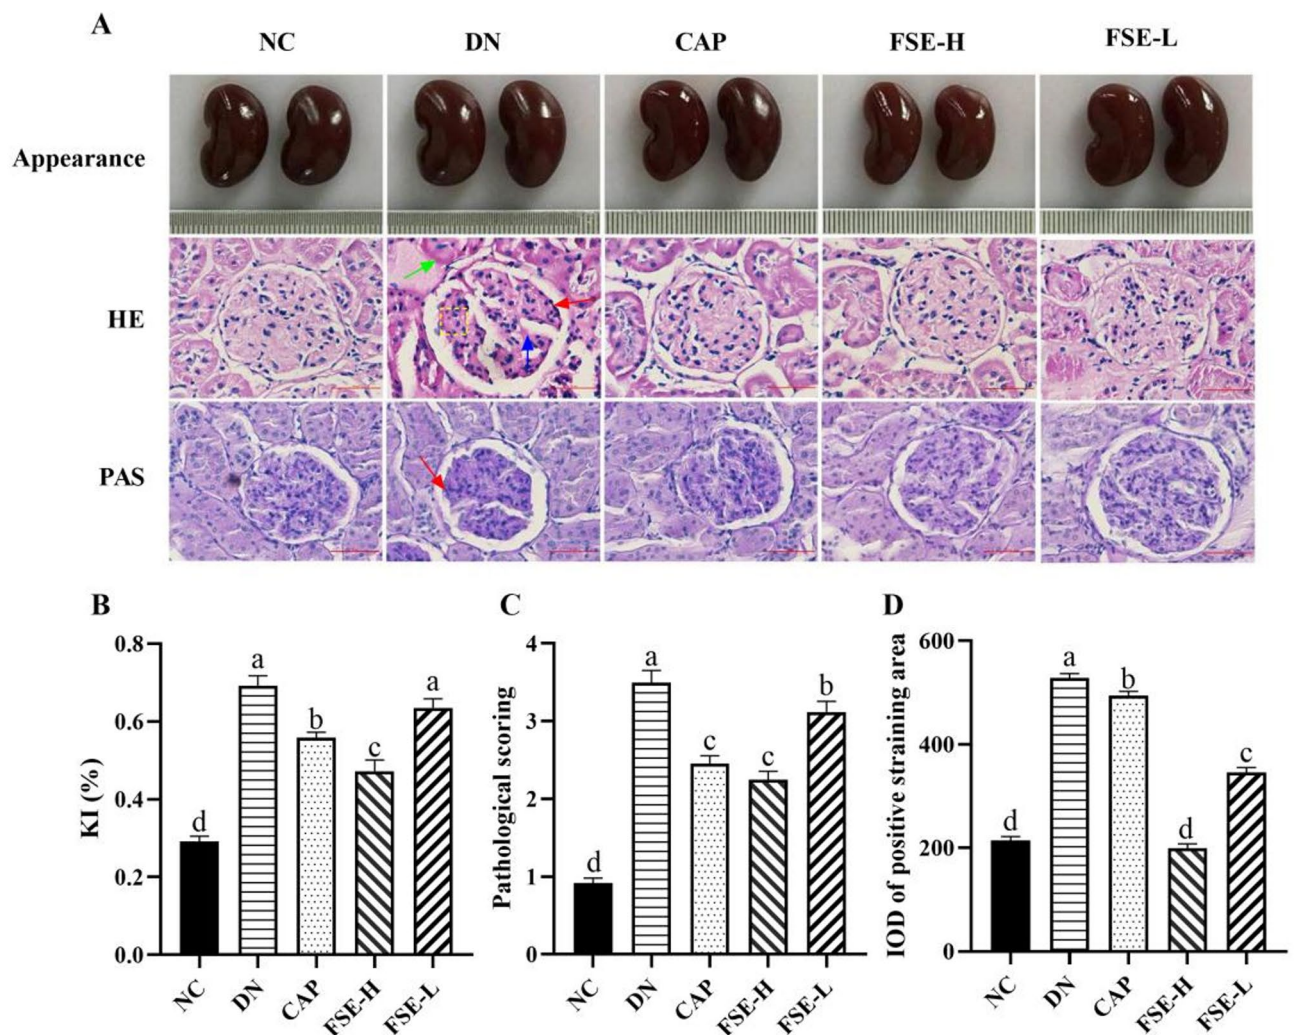 A
NC DN CAP FSE-H FSE-L
Appearance
HE
PAS
B
KI (%)
0.8
0.6
0.4
0.2
0.0
d
a
b
c
a
NC DN CAP FSE-H FSE-L
C
Pathological scoring
4
3
2
1
0
d
a
c
c
b
NC DN CAP FSE-H FSE-L
D
IOD of positive straining area
600
400
200
0
d
a
b
d
c
NC DN CAP FSE-H FSE-L